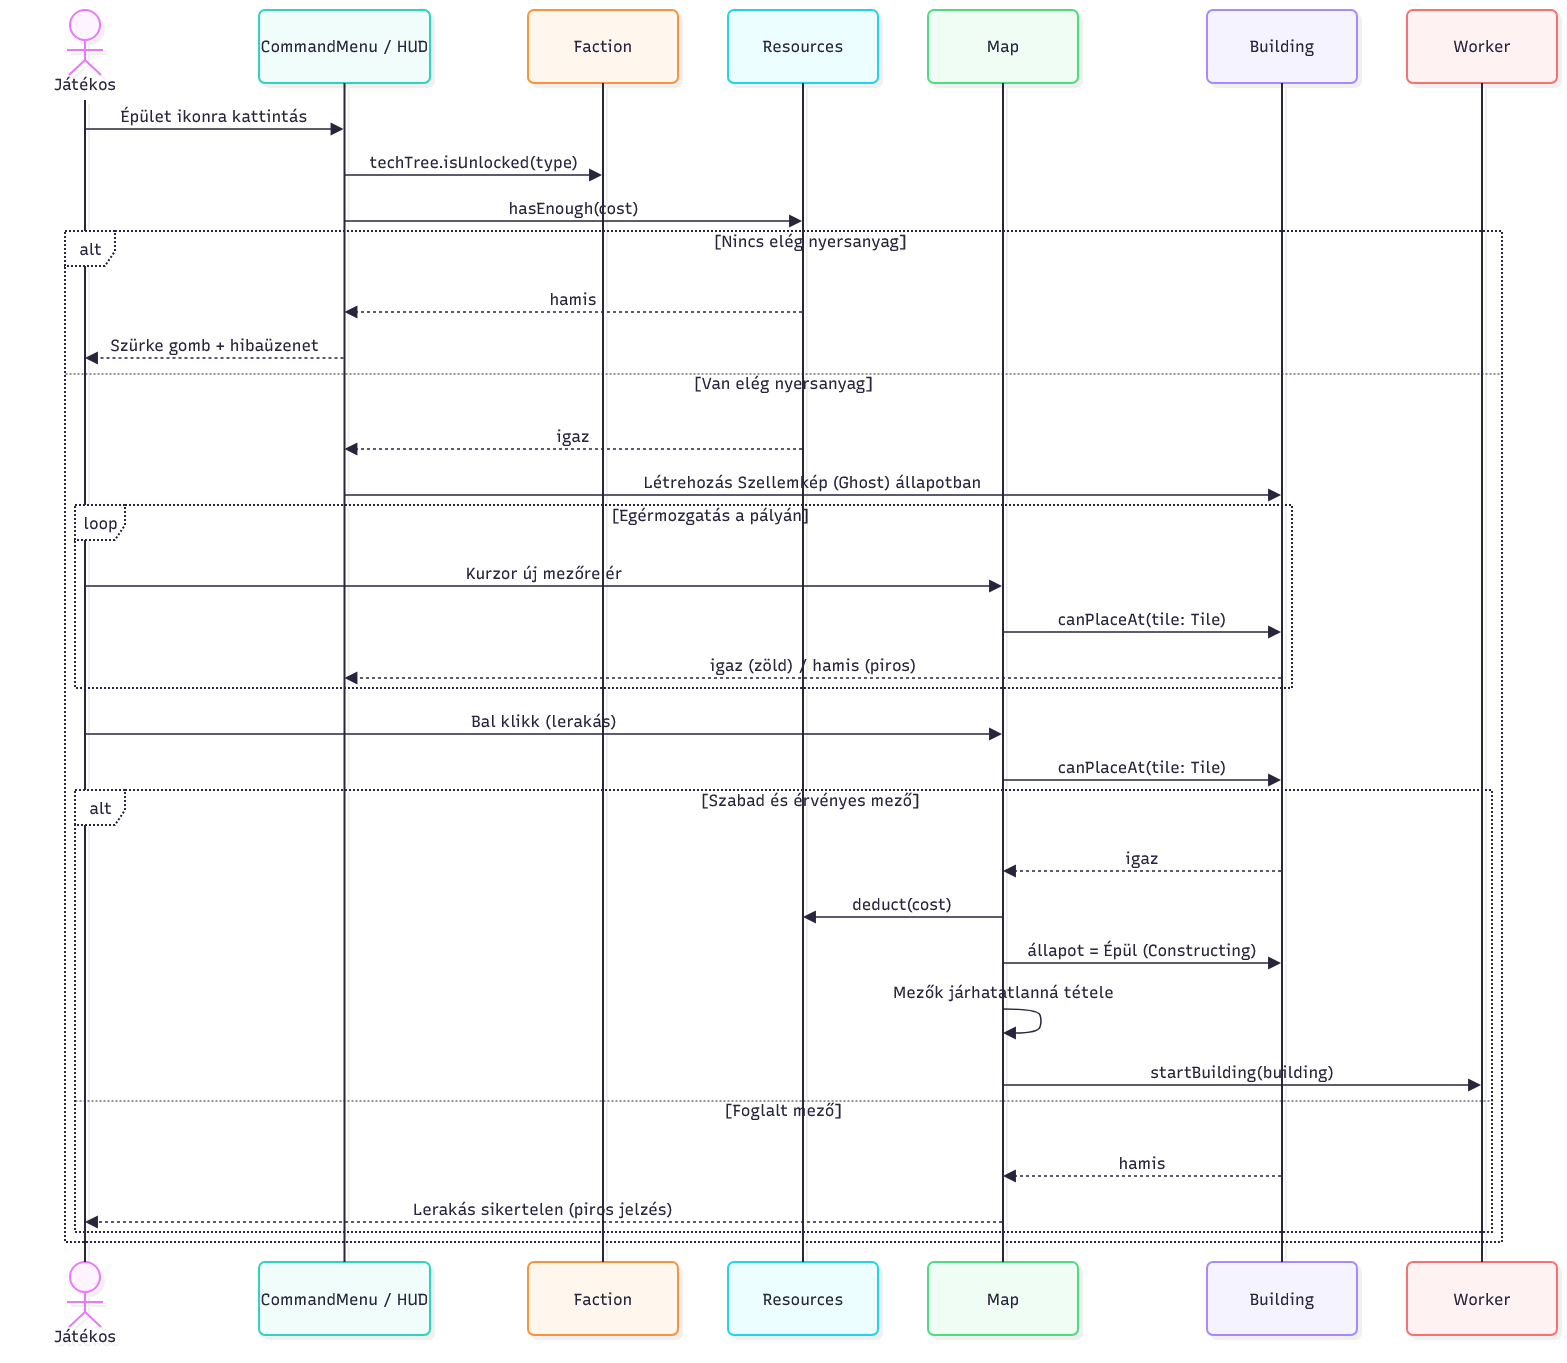 Játékos
CommandMenu / HUD
Faction
Resources
Map
Building
Worker
Épület ikonra kattintás
techTree.isUnlocked(type)
hasEnough(cost)
alt
[Nincs elég nyersanyag]
hamis
Szürke gomb + hibaüzenet
[Van elég nyersanyag]
igaz
Létrehozás Szellemkép (Ghost) állapotban
loop
[Egérmozgatás a pályán]
Kurzor új mezőre ér
canPlaceAt(tile: Tile)
igaz (zöld) / hamis (piros)
Bal klikk (lerakás)
canPlaceAt(tile: Tile)
alt
[Szabad és érvényes mező]
igaz
deduct(cost)
állapot = Épül (Constructing)
Mezők járhatatlanná tétele
startBuilding(building)
[Foglalt mező]
hamis
Lerakás sikertelen (piros jelzés)
Játékos
CommandMenu / HUD
Faction
Resources
Map
Building
Worker